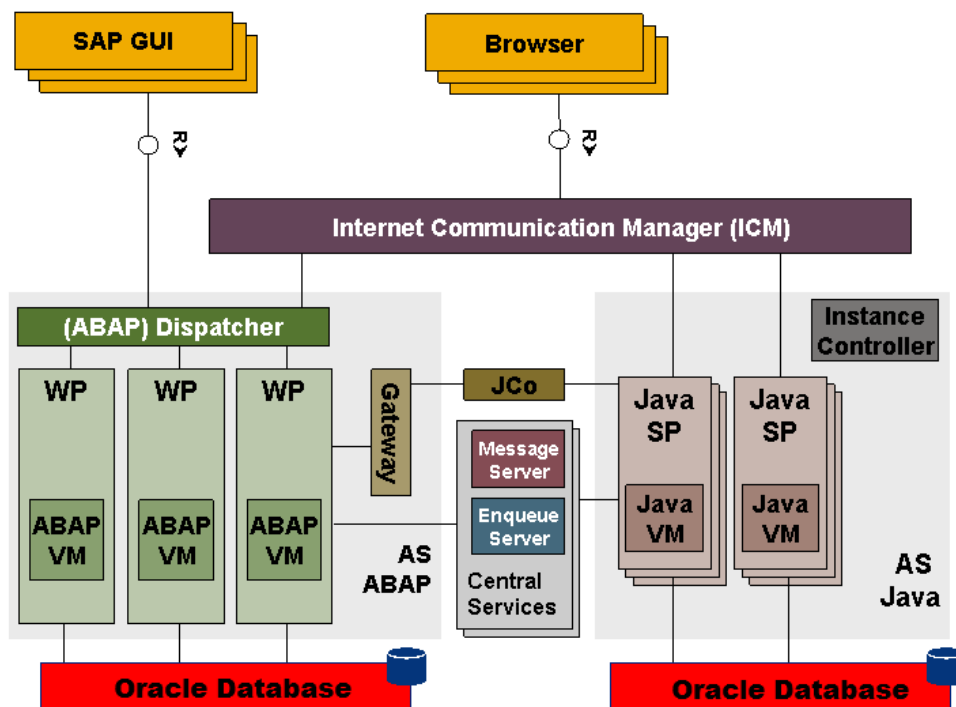 SAP GUI
Browser
R
R
Internet Communication Manager (ICM)
(ABAP) Dispatcher
Instance
Controller
WP
WP
WP
Gateway
JCo
Java
SP
Java
SP
Message
Server
Enqueue
Server
Central
Services
ABAP
VM
ABAP
VM
ABAP
VM
Java
VM
Java
VM
AS
ABAP
AS
Java
Oracle Database
Oracle Database